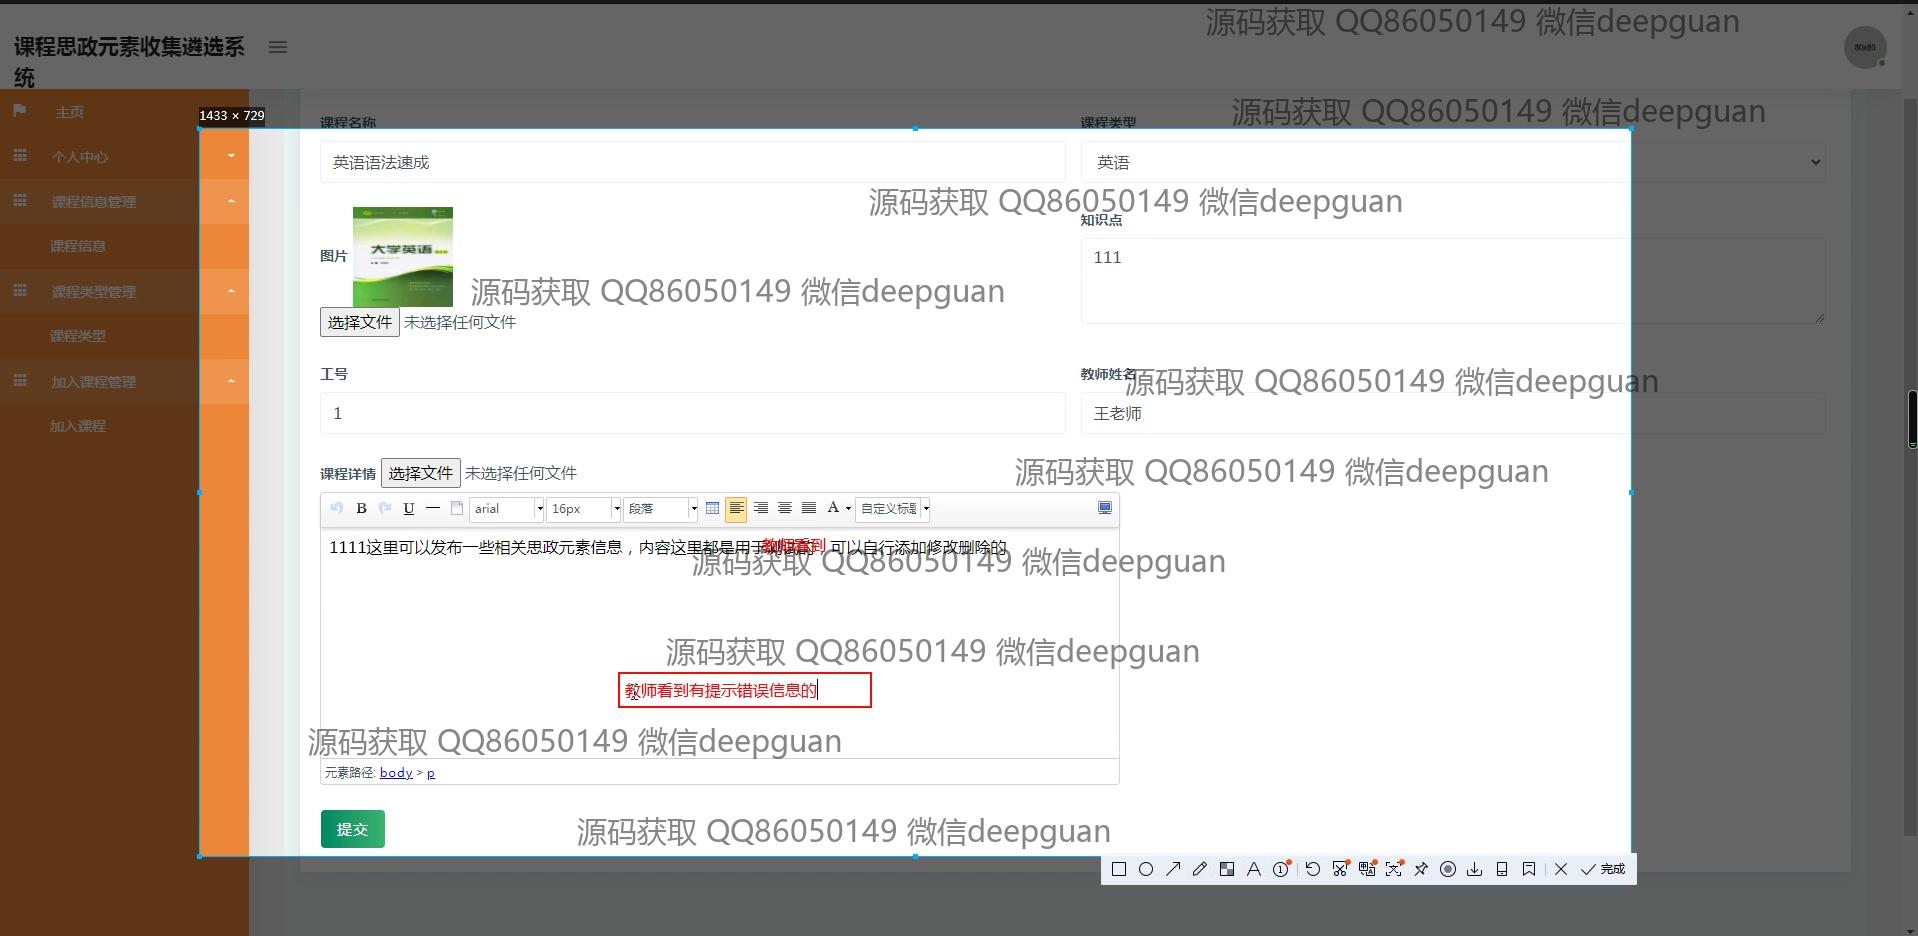 源码获取 QQ86050149 微信deepguan
课程思政元素收集遴选系
统
80x80
主页
源码获取 QQ86050149 微信deepguan
1433 × 729
课程名称
课程类型
个人中心
英语语法速成
英语
课程信息管理
源码获取 QQ86050149 微信deepguan
知识点
课程信息
图片
大学英语
111
课程类型管理
源码获取 QQ86050149 微信deepguan
选择文件 未选择任何文件
课程类型
工号
教师姓名
加入课程管理
源码获取 QQ86050149 微信deepguan
1
王老师
加入课程
课程详情 选择文件 未选择任何文件
源码获取 QQ86050149 微信deepguan
B U arial 16px 段落 A 自定义标题
1111这里可以发布一些相关思政元素信息，内容这里都是用于测试的，可以自行添加修改删除的
教师看到
源码获取 QQ86050149 微信deepguan
源码获取 QQ86050149 微信deepguan
教师看到有提示错误信息的
源码获取 QQ86050149 微信deepguan
元素路径: body > p
提交
源码获取 QQ86050149 微信deepguan
完成